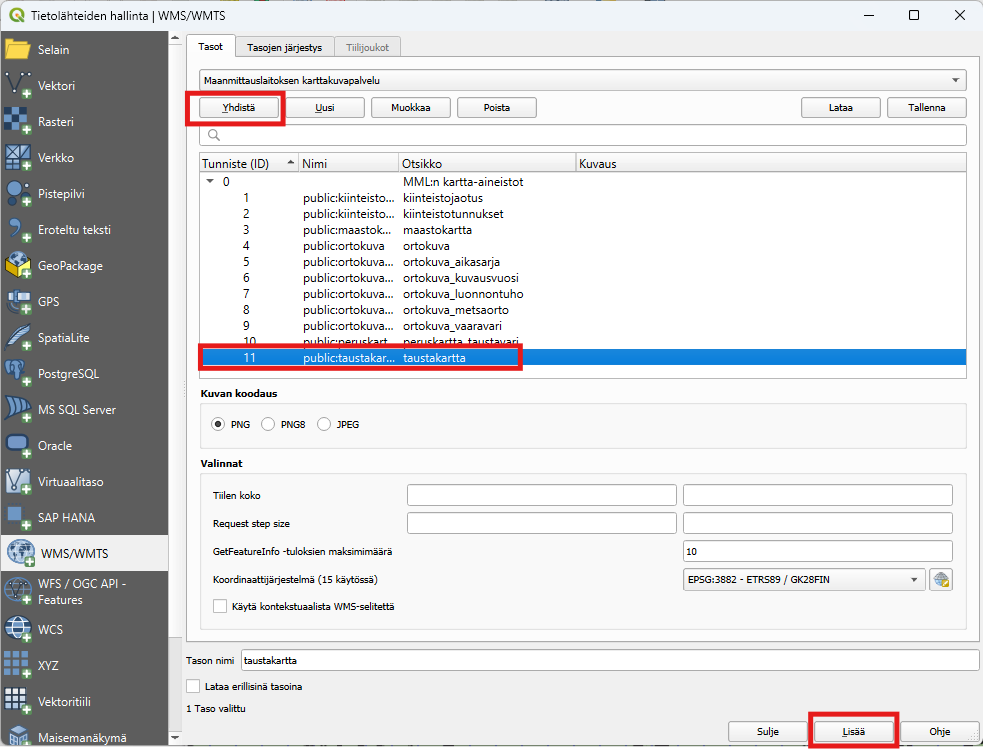 Tietolähteiden hallinta | WMS/WMTS
Selain
Vektori
Rasteri
Verkko
Pistepilvi
Eroteltu teksti
GeoPackage
GPS
SpatiaLite
PostgreSQL
MS SQL Server
Oracle
Virtuaalitaso
SAP HANA
WMS/WMTS
WFS / OGC API -
Features
WCS
XYZ
Vektoritiili
Maisemanäkymä
Tasot Tasojen järjestys Tiilijoukot
Maanmittauslaitoksen karttakuvapalvelu
Yhdistä Uusi Muokkaa Poista Lataa Tallenna
Tunniste (ID) Nimi Otsikko Kuvaus
0 MML:n kartta-aineistot
1 public:kiinteisto... kiinteistojaotus
2 public:kiinteisto... kiinteistotunnukset
3 public:maastok... maastokartta
4 public:ortokuva ortokuva
5 public:ortokuva... ortokuva_aikasarja
6 public:ortokuva... ortokuva_kuvausvuosi
7 public:ortokuva... ortokuva_luonnontuho
8 public:ortokuva... ortokuva_metsaorto
9 public:ortokuva... ortokuva_vaaravari
10 public:peruskart... peruskartta_taustavari
11 public:taustakar... taustakartta
Kuvan koodaus
PNG PNG8 JPEG
Valinnat
Tiilen koko
Request step size
GetFeatureInfo -tuloksien maksimimäärä 10
Koordinaattijärjestelmä (15 käytössä) EPSG:3882 - ETRS89 / GK28FIN
Käytä kontekstuaalista WMS-selitettä
Tason nimi taustakartta
Lataa erillisinä tasoina
1 Taso valittu
Sulje Lisää Ohje